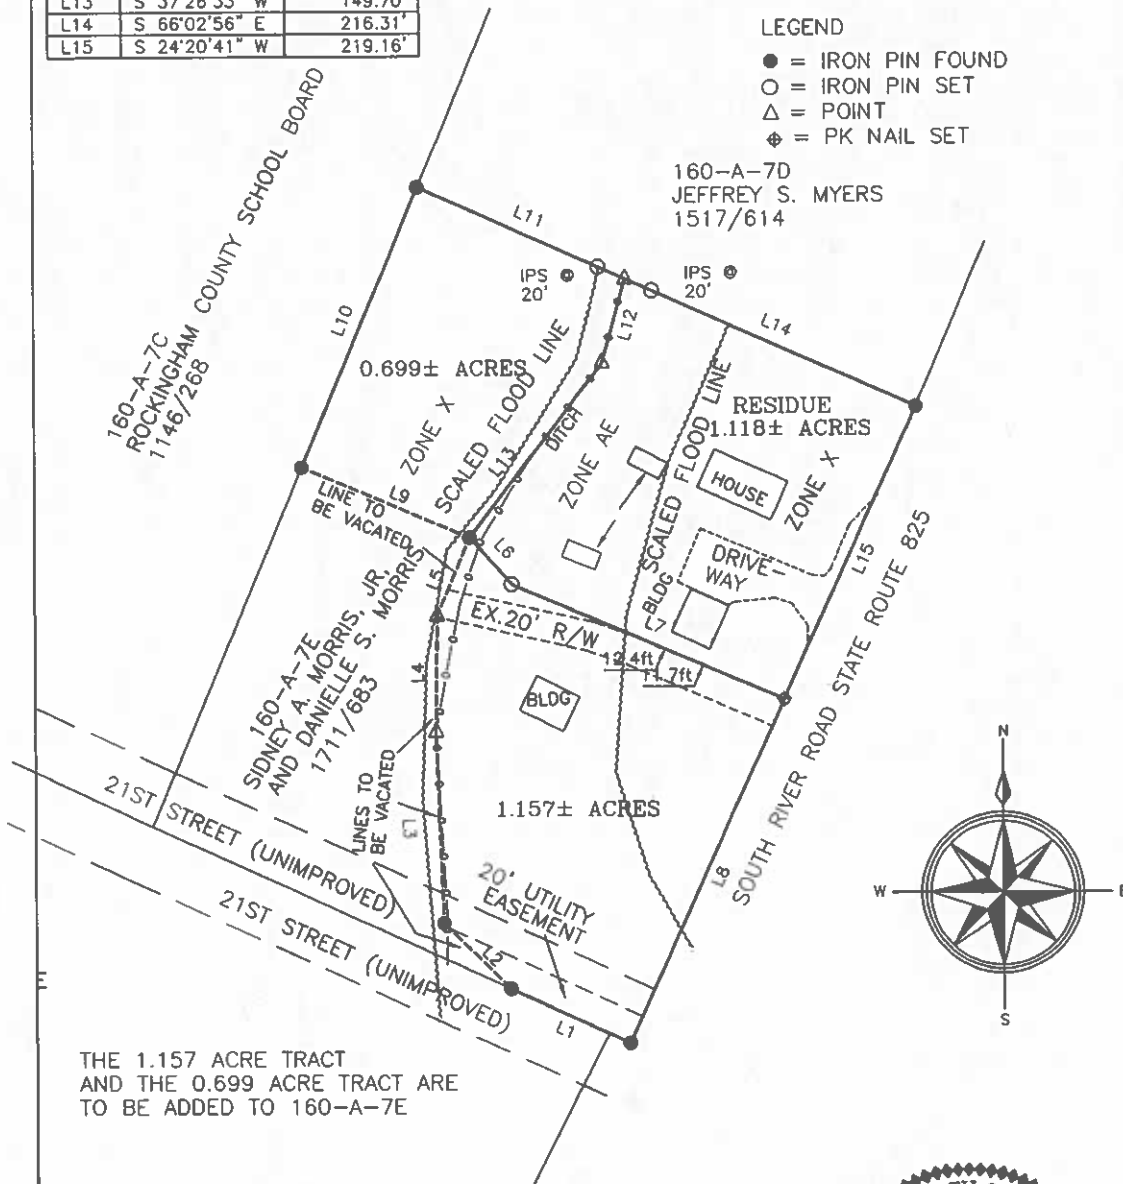 L13 S 37°26'33" W 149.70'
L14 S 66°02'56" E 216.31'
L15 S 24°20'41" W 219.16'
LEGEND
● = IRON PIN FOUND
○ = IRON PIN SET
△ = POINT
⌖ = PK NAIL SET
160-A-7D
JEFFREY S. MYERS
1517/614
160-A-7C
ROCKINGHAM COUNTY SCHOOL BOARD
1146/268
L10
L11
IPS
20'
IPS
20'
L12
L14
0.699± ACRES
ZONE X
SCALED FLOOD LINE
L13
DITCH
ZONE AE
SCALED FLOOD LINE
RESIDUE
1.118± ACRES
HOUSE
ZONE X
L9
LINE TO
BE VACATED
L6
L5
DRIVE-
WAY
L15
BLDG
L7
EX.20' R/W
12.4ft
11.7ft
L4
BLDG
160-A-7E
SIDNEY A. MORRIS, JR.
AND DANIELLE S. MORRIS
1711/683
LINES TO
BE VACATED
L3
1.157± ACRES
L8
SOUTH RIVER ROAD STATE ROUTE 825
21ST STREET (UNIMPROVED)
21ST STREET (UNIMPROVED)
20' UTILITY
EASEMENT
L2
L1
N
W
E
S
THE 1.157 ACRE TRACT
AND THE 0.699 ACRE TRACT ARE
TO BE ADDED TO 160-A-7E